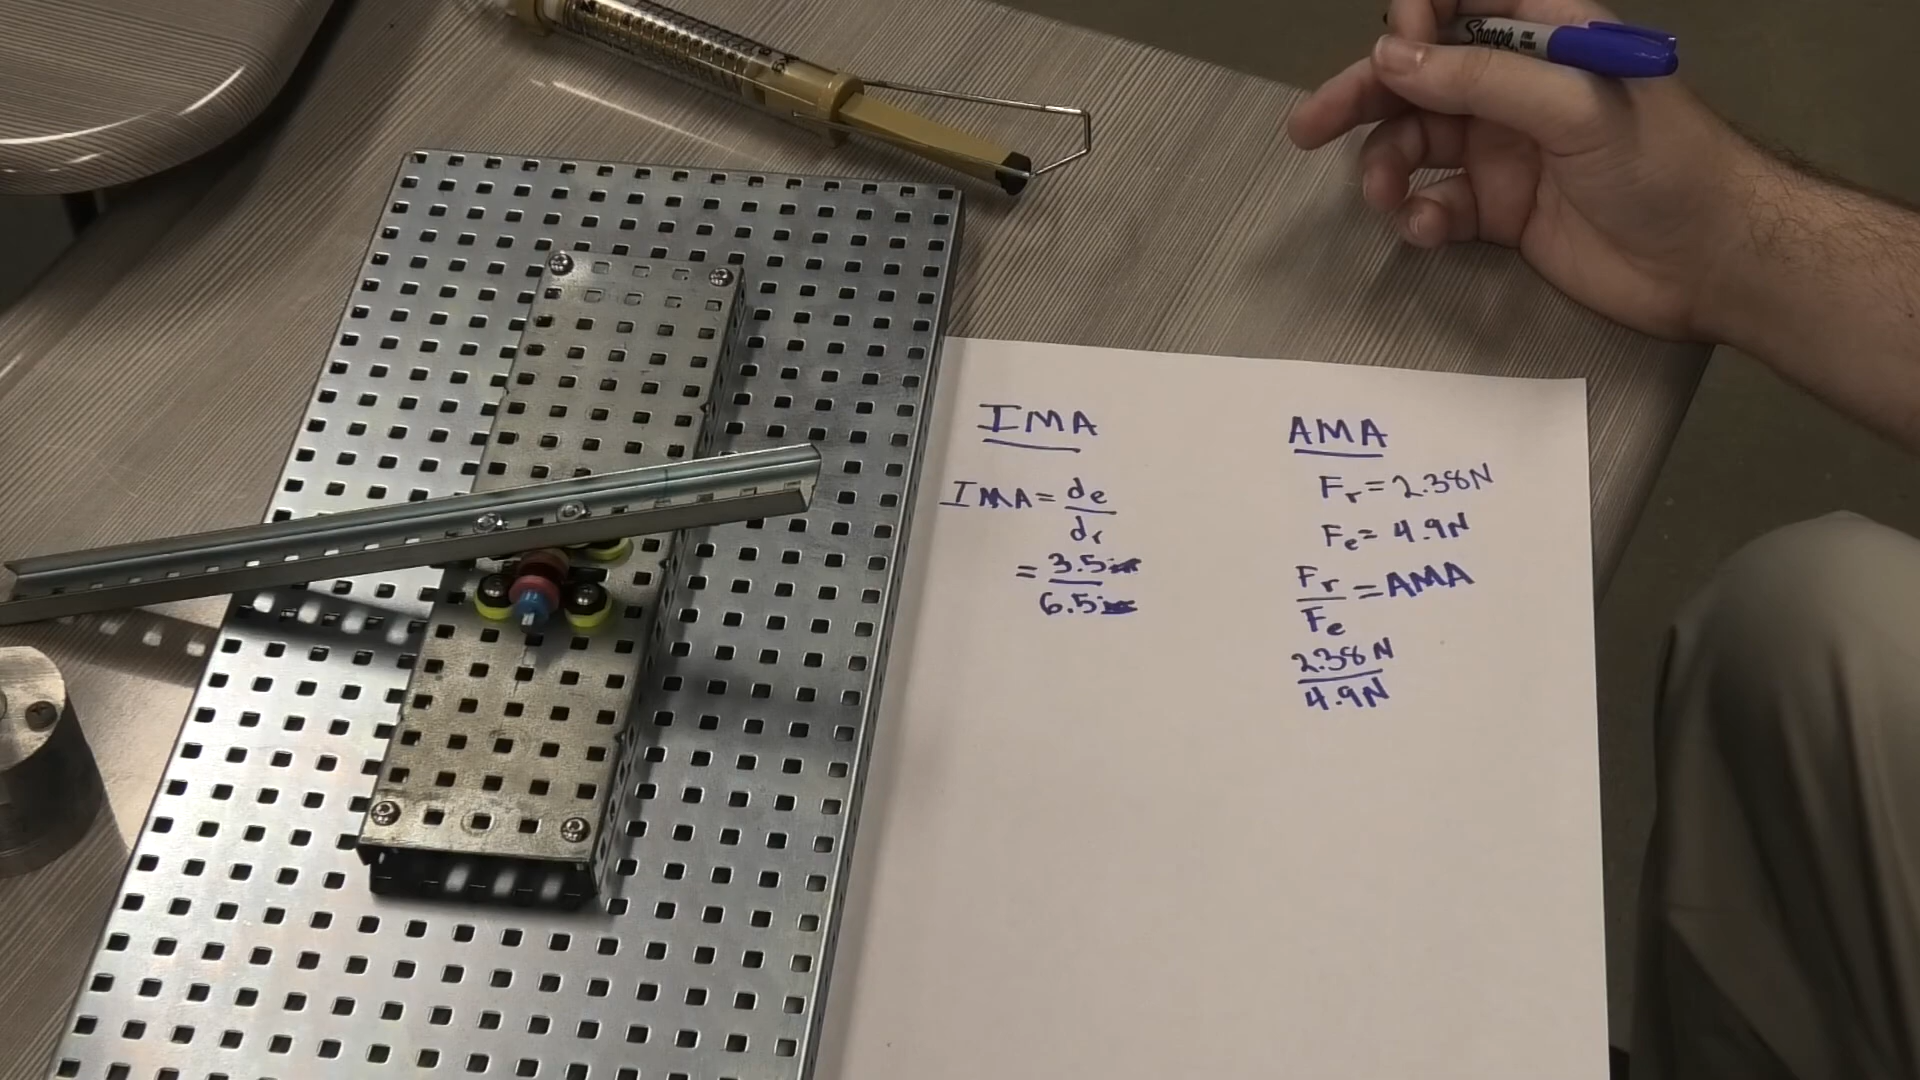 Sharpie
IMA
IMA = de
dr
= 3.5
6.5
AMA
Fr = 2.38N
Fe = 4.9N
Fr = AMA
Fe
2.38N
4.9N